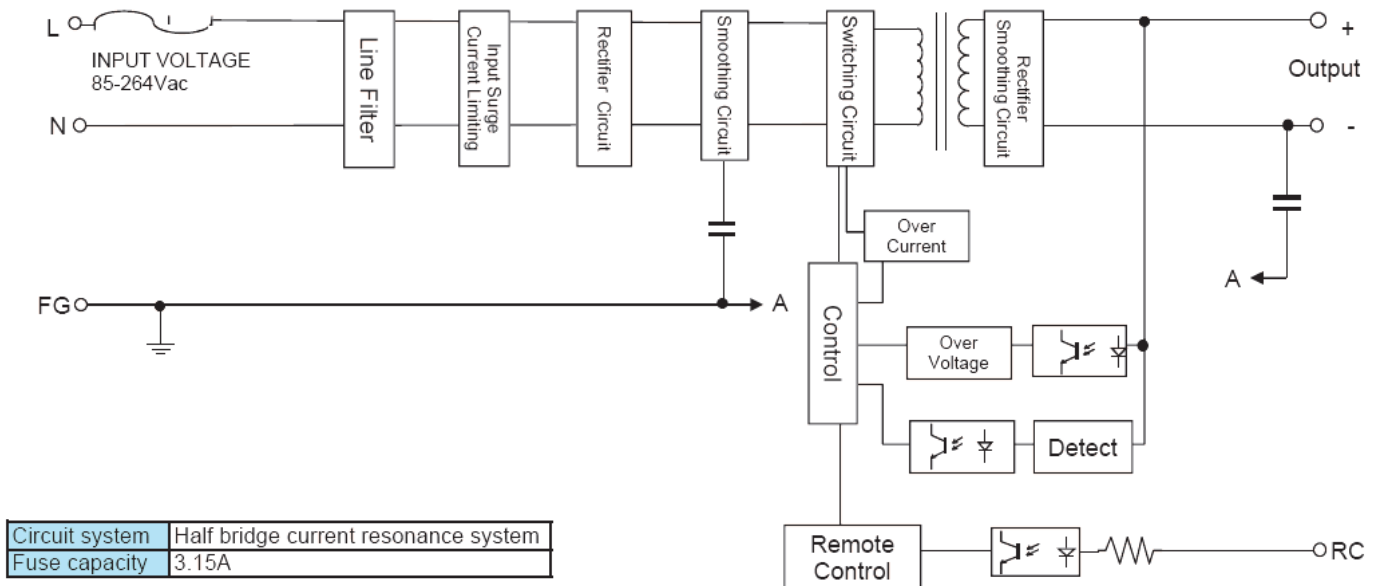 L
INPUT VOLTAGE
85-264Vac
N
Line Filter
Input Surge
Current Limiting
Rectifier Circuit
Smoothing Circuit
Switching Circuit
Rectifier
Smoothing Circuit
+
Output
-
Over
Current
A
FG
A
Control
Over
Voltage
Detect
Remote
Control
RC
Circuit system Half bridge current resonance system
Fuse capacity 3.15A